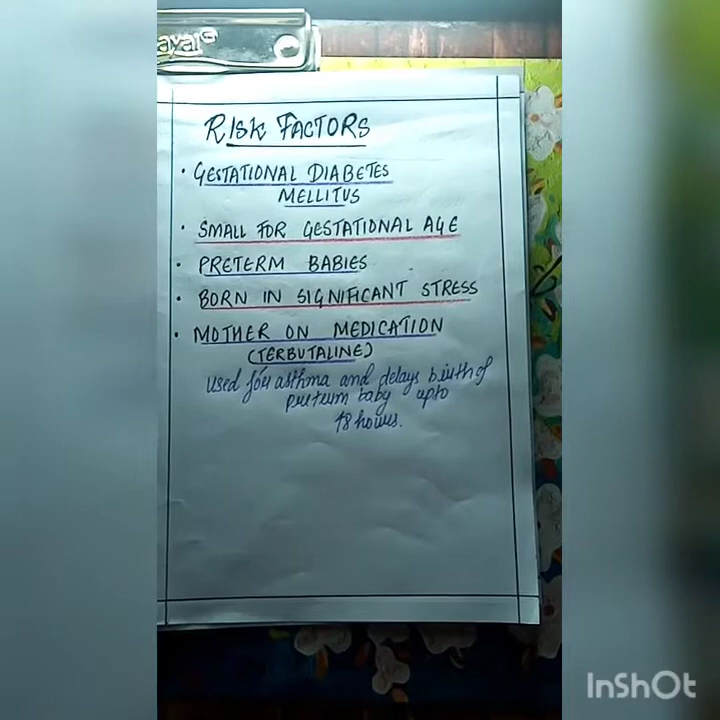 RISK FACTORS
• GESTATIONAL DIABETES
MELLITUS
• SMALL FOR GESTATIONAL AGE
• PRETERM BABIES
• BORN IN SIGNIFICANT STRESS
• MOTHER ON MEDICATION
(TERBUTALINE)
used for asthma and delays birth of
preterm baby upto
48 hours.
InShOt